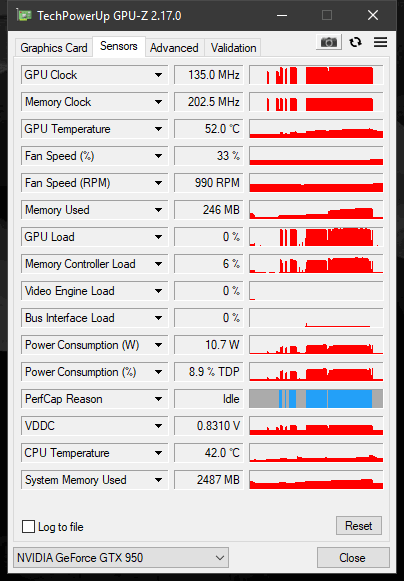 TechPowerUp GPU-Z 2.17.0
Graphics Card Sensors Advanced Validation
GPU Clock 135.0 MHz
Memory Clock 202.5 MHz
GPU Temperature 52.0 °C
Fan Speed (%) 33 %
Fan Speed (RPM) 990 RPM
Memory Used 246 MB
GPU Load 0 %
Memory Controller Load 6 %
Video Engine Load 0 %
Bus Interface Load 0 %
Power Consumption (W) 10.7 W
Power Consumption (%) 8.9 % TDP
PerfCap Reason Idle
VDDC 0.8310 V
CPU Temperature 42.0 °C
System Memory Used 2487 MB
Log to file Reset
NVIDIA GeForce GTX 950 Close